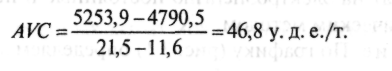 AVC = (5253,9 – 4790,5) / (21,5 – 11,6) = 46,8 у. д. е./т.